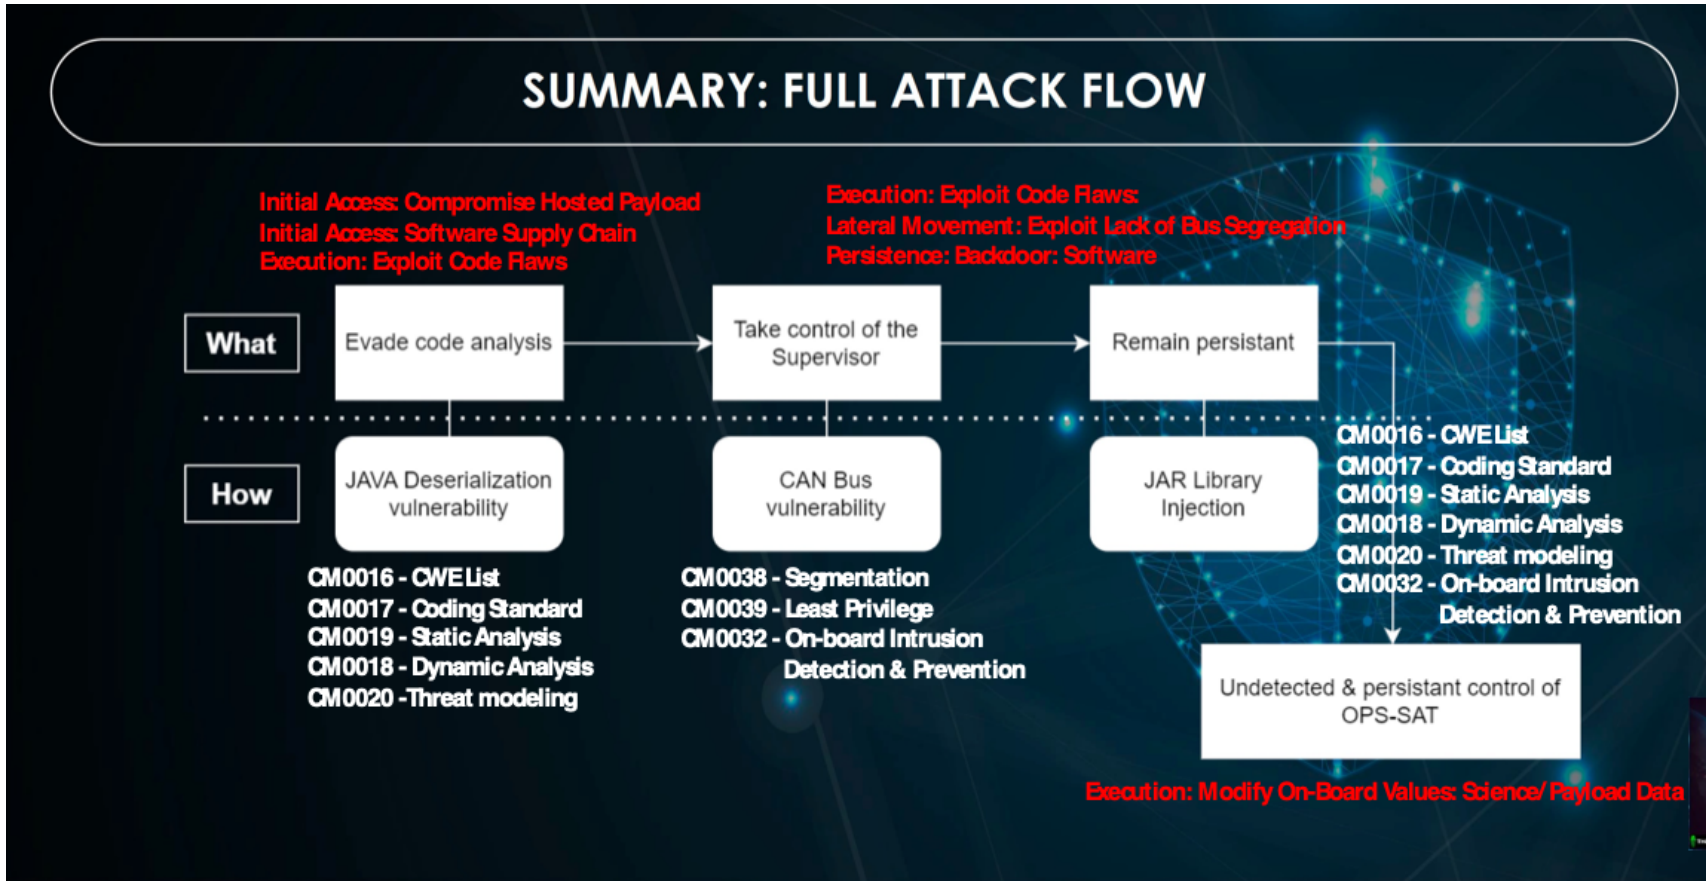 SUMMARY: FULL ATTACK FLOW
Initial Access: Compromise Hosted Payload
Initial Access: Software Supply Chain
Execution: Exploit Code Flaws
Execution: Exploit Code Flaws:
Lateral Movement: Exploit Lack of Bus Segregation
Persistence: Backdoor: Software
What
Evade code analysis
Take control of the
Supervisor
Remain persistant
How
JAVA Deserialization
vulnerability
CAN Bus
vulnerability
JAR Library
Injection
CM0016 - CWE List
CM0017 - Coding Standard
CM0019 - Static Analysis
CM0018 - Dynamic Analysis
CM0020 -Threat modeling
CM0038 - Segmentation
CM0039 - Least Privilege
CM0032 - On-board Intrusion
Detection & Prevention
CM0016 - CWE List
CM0017 - Coding Standard
CM0019 - Static Analysis
CM0018 - Dynamic Analysis
CM0020 - Threat modeling
CM0032 - On-board Intrusion
Detection & Prevention
Undetected & persistant control of
OPS-SAT
Execution: Modify On-Board Values: Science/ Payload Data